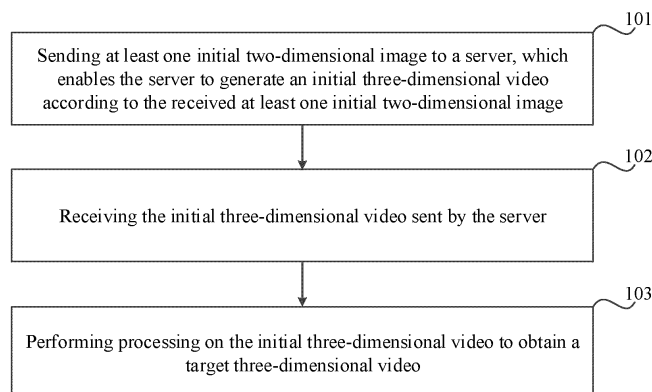 101
Sending at least one initial two-dimensional image to a server, which
enables the server to generate an initial three-dimensional video
according to the received at least one initial two-dimensional image
102
Receiving the initial three-dimensional video sent by the server
103
Performing processing on the initial three-dimensional video to obtain a
target three-dimensional video